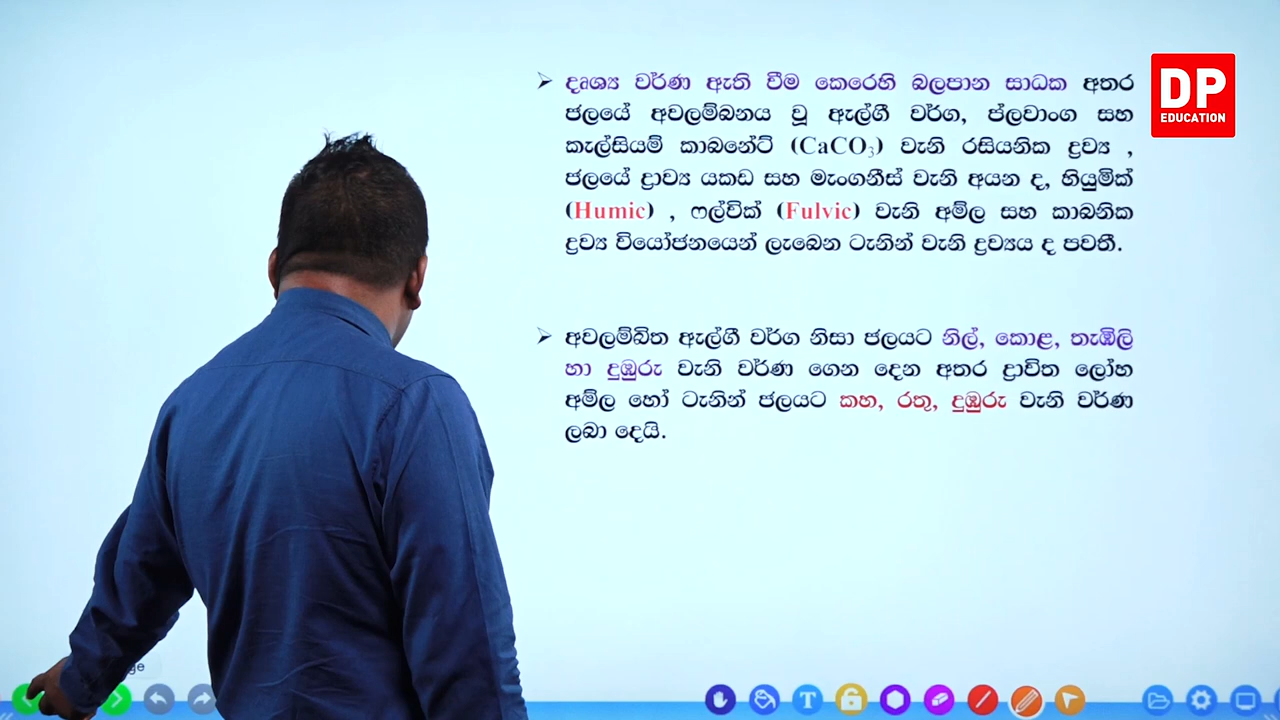 DP
EDUCATION
➢ දෘශ්‍ය වර්ණ ඇති වීම කෙරෙහි බලපාන සාධක අතර
ජලයේ අවලම්බනය වූ ඇල්ගී වර්ග, ප්ලවාංග සහ
කැල්සියම් කාබනේට් (CaCO₃) වැනි රසියනික ද්‍රව්‍ය ,
ජලයේ ද්‍රාව්‍ය යකඩ සහ මැංගනීස් වැනි අයන ද, හියුමික්
(Humic) , ෆල්වික් (Fulvic) වැනි අම්ල සහ කාබනික
ද්‍රව්‍ය වියෝජනයෙන් ලැබෙන ටැනින් වැනි ද්‍රව්‍යය ද පවතී.
➢ අවලම්බිත ඇල්ගී වර්ග නිසා ජලයට නිල්, කොළ, තැඹිලි
හා දුඹුරු වැනි වර්ණ ගෙන දෙන අතර ද්‍රාවිත ලෝහ
අම්ල හෝ ටැනින් ජලයට කහ, රතු, දුඹුරු වැනි වර්ණ
ලබා දෙයි.
T